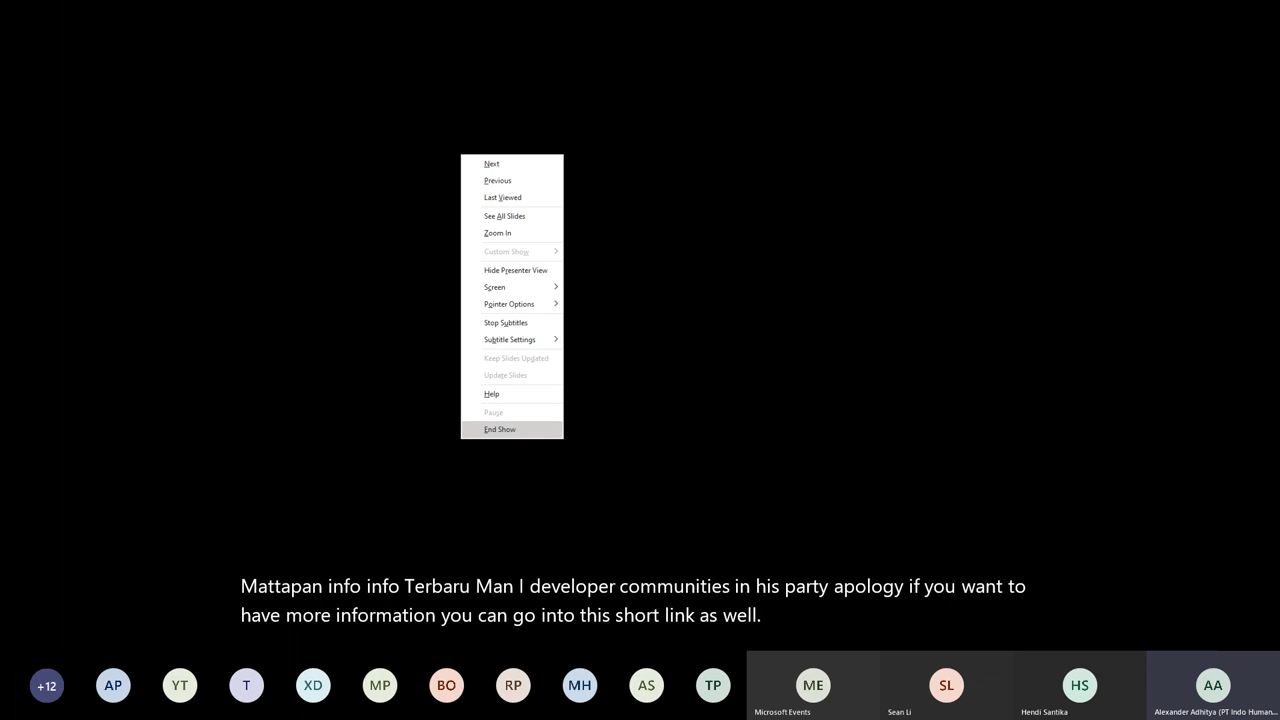 Next
Previous
Last Viewed
See All Slides
Zoom In
Custom Show
Hide Presenter View
Screen
Pointer Options
Stop Subtitles
Subtitle Settings
Keep Slides Updated
Update Slides
Help
Pause
End Show
Mattapan info info Terbaru Man I developer communities in his party apology if you want to
have more information you can go into this short link as well.
+12 AP YT T XD MP BO RP MH AS TP ME SL HS AA
Microsoft Events Sean Li Hendi Santika Alexander Adhitya (PT Indo Human...